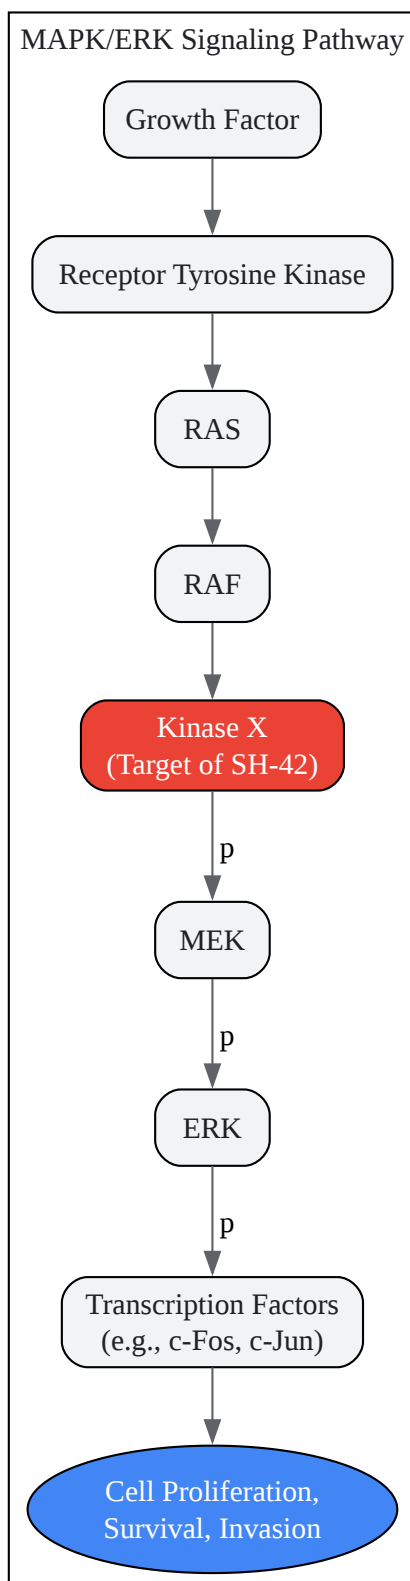 MAPK/ERK Signaling Pathway
Growth Factor
Receptor Tyrosine Kinase
RAS
RAF
Kinase X
(Target of SH-42)
p
MEK
p
ERK
p
Transcription Factors
(e.g., c-Fos, c-Jun)
Cell Proliferation,
Survival, Invasion